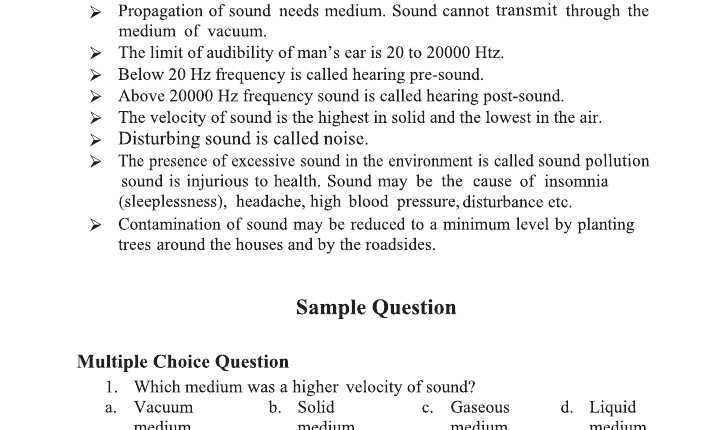 ➢ Propagation of sound needs medium. Sound cannot transmit through the
medium of vacuum.
➢ The limit of audibility of man's ear is 20 to 20000 Htz.
➢ Below 20 Hz frequency is called hearing pre-sound.
➢ Above 20000 Hz frequency sound is called hearing post-sound.
➢ The velocity of sound is the highest in solid and the lowest in the air.
➢ Disturbing sound is called noise.
➢ The presence of excessive sound in the environment is called sound pollution
sound is injurious to health. Sound may be the cause of insomnia
(sleeplessness), headache, high blood pressure, disturbance etc.
➢ Contamination of sound may be reduced to a minimum level by planting
trees around the houses and by the roadsides.
Sample Question
Multiple Choice Question
1. Which medium was a higher velocity of sound?
a. Vacuum b. Solid c. Gaseous d. Liquid
medium medium medium medium